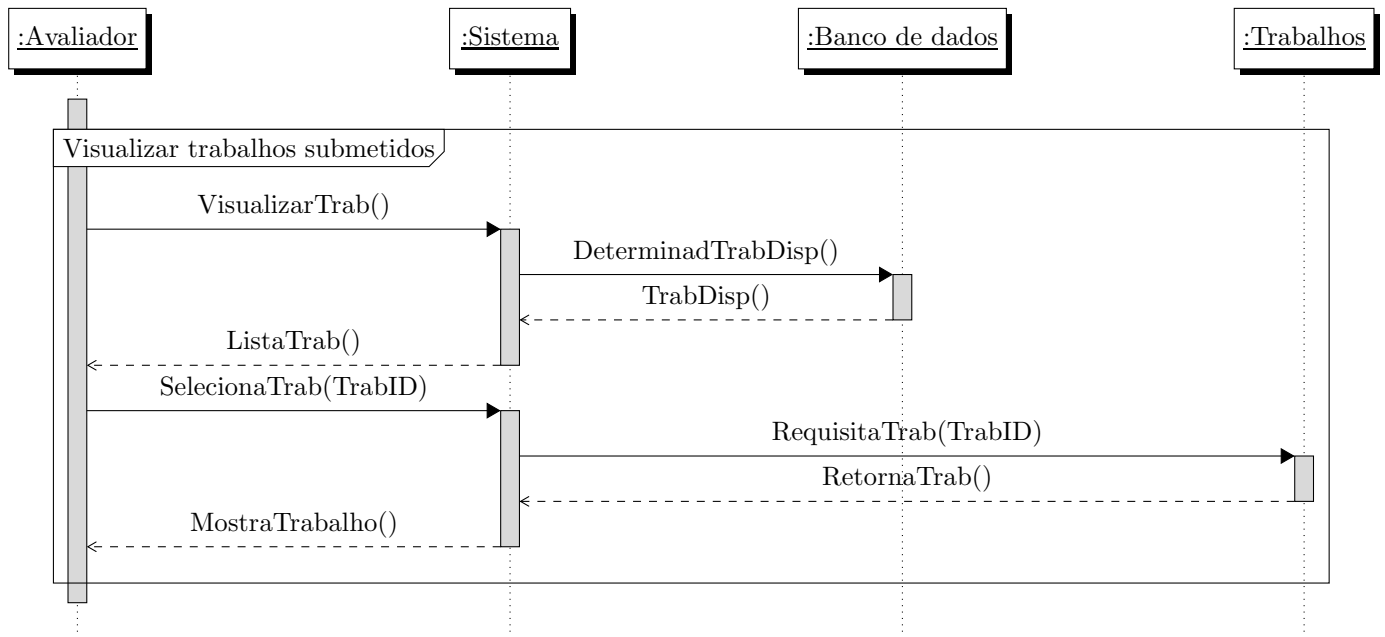 :Avaliador
:Sistema
:Banco de dados
:Trabalhos
Visualizar trabalhos submetidos
VisualizarTrab()
DeterminadTrabDisp()
TrabDisp()
ListaTrab()
SelecionaTrab(TrabID)
RequisitaTrab(TrabID)
RetornaTrab()
MostraTrabalho()